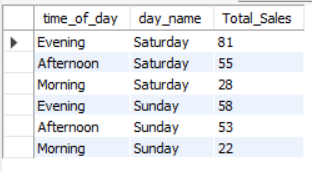 time_of_day day_name Total_Sales
Evening Saturday 81
Afternoon Saturday 55
Morning Saturday 28
Evening Sunday 58
Afternoon Sunday 53
Morning Sunday 22